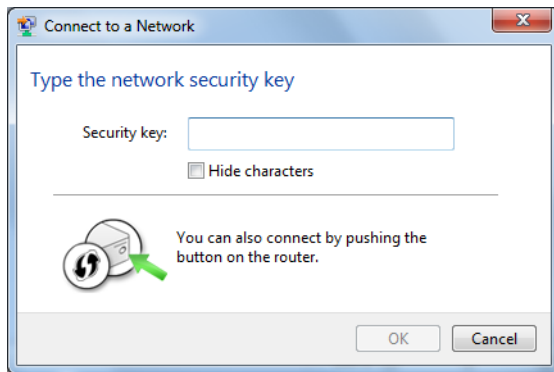 Connect to a Network
Type the network security key
Security key:
Hide characters
You can also connect by pushing the
button on the router.
OK
Cancel